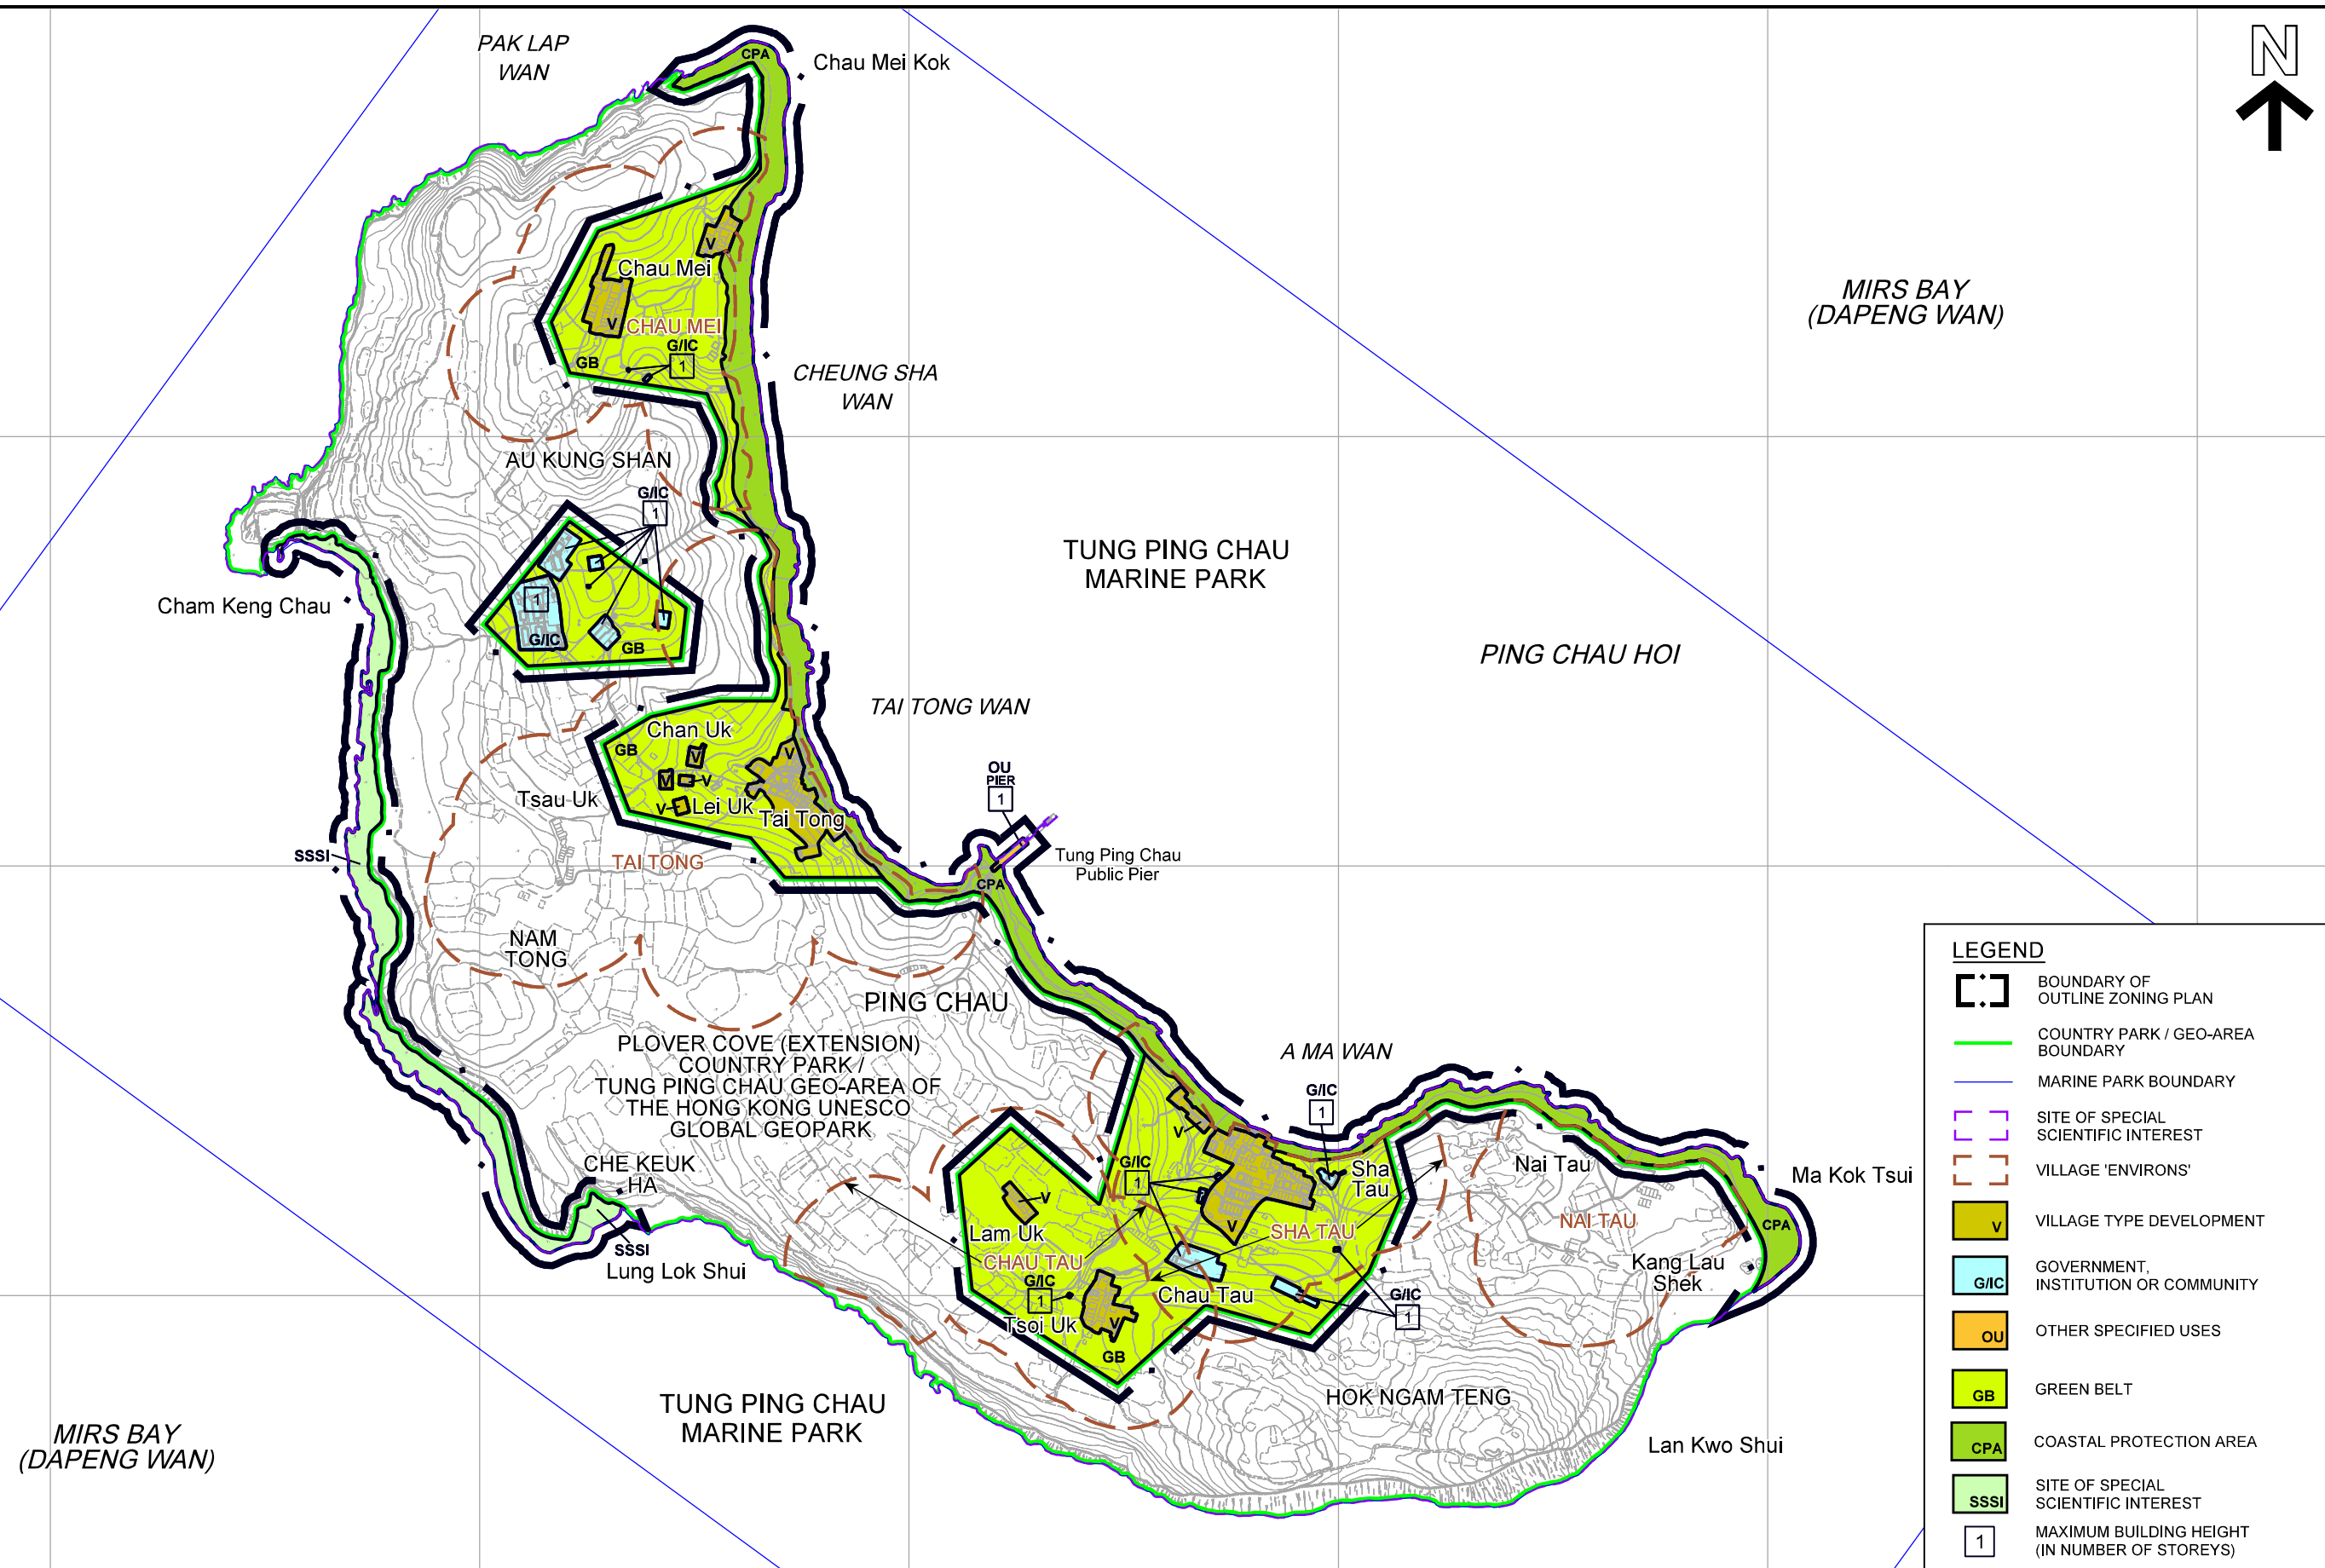 PAK LAP
WAN
CPA
Chau Mei Kok
N
V
Chau Mei
V
CHAU MEI
G/IC
1
GB
MIRS BAY
(DAPENG WAN)
CHEUNG SHA
WAN
AU KUNG SHAN
G/IC
1
TUNG PING CHAU
MARINE PARK
Cham Keng Chau
1
G/IC
GB
PING CHAU HOI
TAI TONG WAN
Chan Uk
GB
V
V
V
V
V
Tsau Uk
Lei Uk
Tai Tong
OU
PIER
1
Tung Ping Chau
Public Pier
SSSI
TAI TONG
CPA
NAM
TONG
PING CHAU
PLOVER COVE (EXTENSION)
COUNTRY PARK /
TUNG PING CHAU GEO-AREA OF
THE HONG KONG UNESCO
GLOBAL GEOPARK
A MA WAN
G/IC
1
V
CHE KEUK
HA
G/IC
1
Sha
Tau
Nai Tau
Ma Kok Tsui
V
Lam Uk
V
SHA TAU
NAI TAU
CPA
SSSI
Lung Lok Shui
CHAU TAU
G/IC
1
Chau Tau
Kang Lau
Shek
G/IC
1
Tsoi Uk
V
GB
TUNG PING CHAU
MARINE PARK
HOK NGAM TENG
Lan Kwo Shui
MIRS BAY
(DAPENG WAN)
LEGEND
BOUNDARY OF
OUTLINE ZONING PLAN
COUNTRY PARK / GEO-AREA
BOUNDARY
MARINE PARK BOUNDARY
SITE OF SPECIAL
SCIENTIFIC INTEREST
VILLAGE 'ENVIRONS'
V
VILLAGE TYPE DEVELOPMENT
G/IC
GOVERNMENT,
INSTITUTION OR COMMUNITY
OU
OTHER SPECIFIED USES
GB
GREEN BELT
CPA
COASTAL PROTECTION AREA
SSSI
SITE OF SPECIAL
SCIENTIFIC INTEREST
1
MAXIMUM BUILDING HEIGHT
(IN NUMBER OF STOREYS)